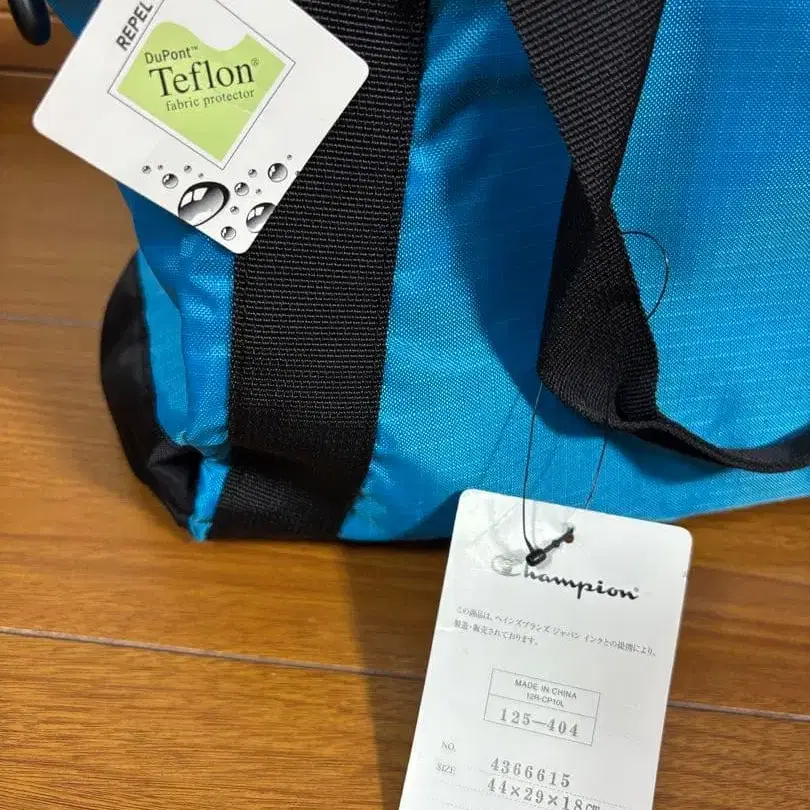 REPEL
DuPont™
Teflon®
fabric protector
Champion
この商品は、ヘインズブランズ ジャパン インクとの提携により、
製造・販売されております。
MADE IN CHINA
12R-CP10L
125—404
NO. 4366615
SIZE 44×29×18cm